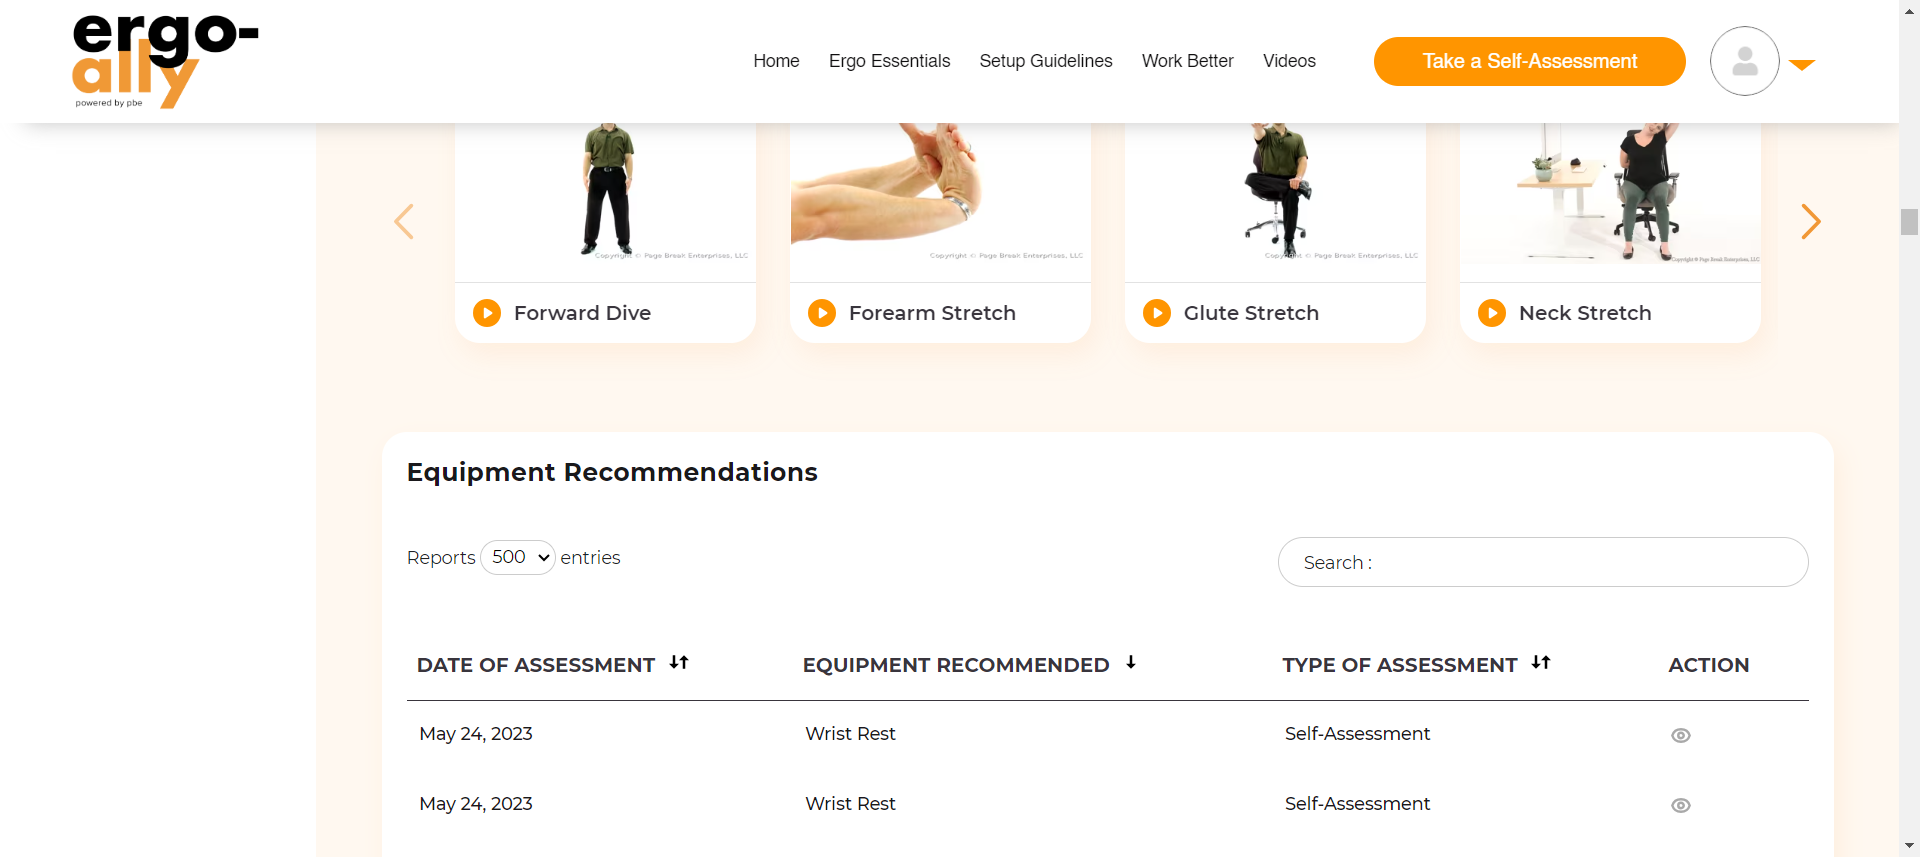 ergo-
ally
powered by pbe
Home Ergo Essentials Setup Guidelines Work Better Videos Take a Self-Assessment
Copyright © Page Break Enterprises, LLC Copyright © Page Break Enterprises, LLC Copyright © Page Break Enterprises, LLC Copyright © Page Break Enterprises, LLC
Forward Dive Forearm Stretch Glute Stretch Neck Stretch
Equipment Recommendations
Reports 500 entries Search :
DATE OF ASSESSMENT EQUIPMENT RECOMMENDED TYPE OF ASSESSMENT ACTION
May 24, 2023 Wrist Rest Self-Assessment
May 24, 2023 Wrist Rest Self-Assessment